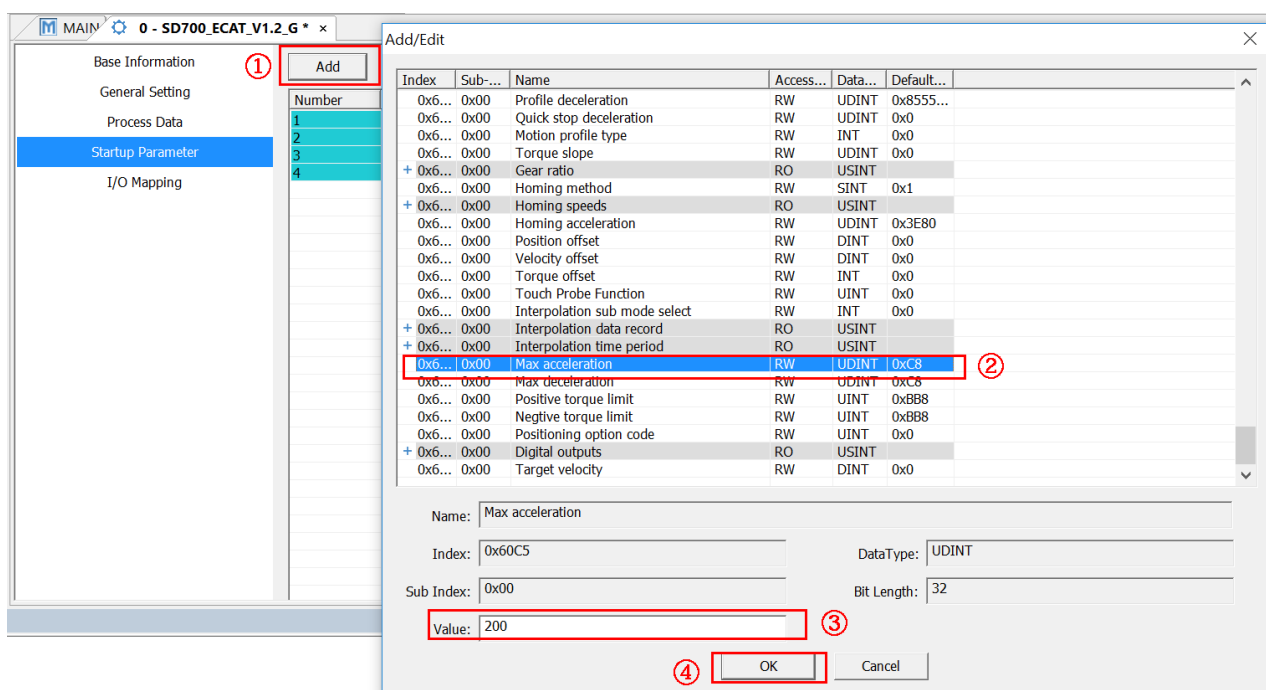 MAIN 0 - SD700_ECAT_V1.2_G * ×
Base Information
General Setting
Process Data
Startup Parameter
I/O Mapping
① Add
Number
1
2
3
4
Add/Edit
Index Sub-... Name Access... Data... Default...
0x6... 0x00 Profile deceleration RW UDINT 0x8555...
0x6... 0x00 Quick stop deceleration RW UDINT 0x0
0x6... 0x00 Motion profile type RW INT 0x0
0x6... 0x00 Torque slope RW UDINT 0x0
+ 0x6... 0x00 Gear ratio RO USINT
0x6... 0x00 Homing method RW SINT 0x1
+ 0x6... 0x00 Homing speeds RO USINT
0x6... 0x00 Homing acceleration RW UDINT 0x3E80
0x6... 0x00 Position offset RW DINT 0x0
0x6... 0x00 Velocity offset RW DINT 0x0
0x6... 0x00 Torque offset RW INT 0x0
0x6... 0x00 Touch Probe Function RW UINT 0x0
0x6... 0x00 Interpolation sub mode select RW INT 0x0
+ 0x6... 0x00 Interpolation data record RO USINT
+ 0x6... 0x00 Interpolation time period RO USINT
0x6... 0x00 Max acceleration RW UDINT 0xC8 ②
0x6... 0x00 Max deceleration RW UDINT 0xC8
0x6... 0x00 Positive torque limit RW UINT 0xBB8
0x6... 0x00 Negtive torque limit RW UINT 0xBB8
0x6... 0x00 Positioning option code RW UINT 0x0
+ 0x6... 0x00 Digital outputs RO USINT
0x6... 0x00 Target velocity RW DINT 0x0
Name: Max acceleration
Index: 0x60C5 DataType: UDINT
Sub Index: 0x00 Bit Length: 32
Value: 200 ③
④ OK Cancel